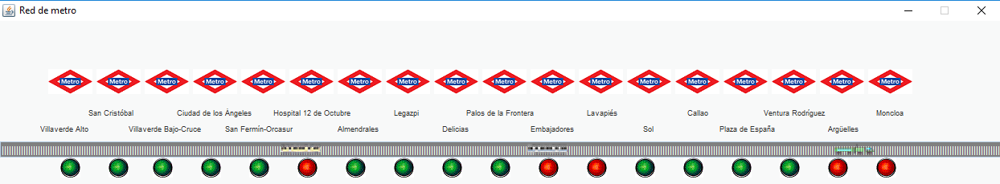 Red de metro
Metro Metro Metro Metro Metro Metro Metro Metro Metro Metro Metro Metro Metro Metro Metro Metro Metro Metro
San Cristóbal Ciudad de los Ángeles Hospital 12 de Octubre Legazpi Palos de la Frontera Lavapiés Callao Ventura Rodríguez Moncloa
Villaverde Alto Villaverde Bajo-Cruce San Fermín-Orcasur Almendrales Delicias Embajadores Sol Plaza de España Argüelles